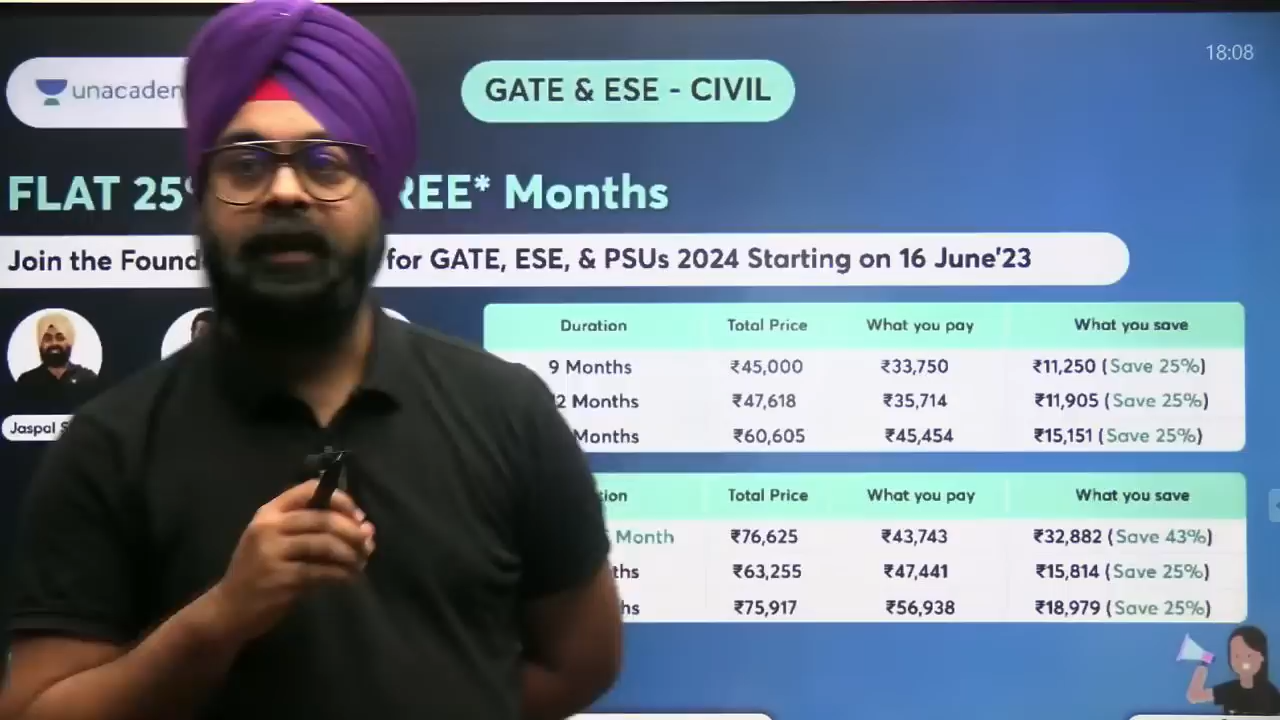 18:08
unacadem
GATE & ESE - CIVIL
FLAT 25 REE* Months
Join the Found for GATE, ESE, & PSUs 2024 Starting on 16 June'23
Jaspal S
Duration Total Price What you pay What you save
9 Months ₹45,000 ₹33,750 ₹11,250 (Save 25%)
2 Months ₹47,618 ₹35,714 ₹11,905 (Save 25%)
Months ₹60,605 ₹45,454 ₹15,151 (Save 25%)
tion Total Price What you pay What you save
Month ₹76,625 ₹43,743 ₹32,882 (Save 43%)
ths ₹63,255 ₹47,441 ₹15,814 (Save 25%)
hs ₹75,917 ₹56,938 ₹18,979 (Save 25%)